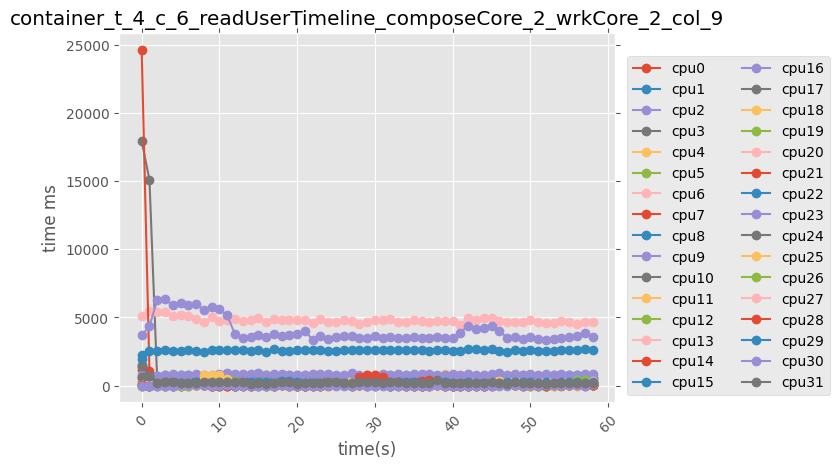 container_t_4_c_6_readUserTimeline_composeCore_2_wrkCore_2_col_9
time ms
25000
20000
15000
10000
5000
0
0
10
20
30
40
50
60
time(s)
cpu0
cpu1
cpu2
cpu3
cpu4
cpu5
cpu6
cpu7
cpu8
cpu9
cpu10
cpu11
cpu12
cpu13
cpu14
cpu15
cpu16
cpu17
cpu18
cpu19
cpu20
cpu21
cpu22
cpu23
cpu24
cpu25
cpu26
cpu27
cpu28
cpu29
cpu30
cpu31